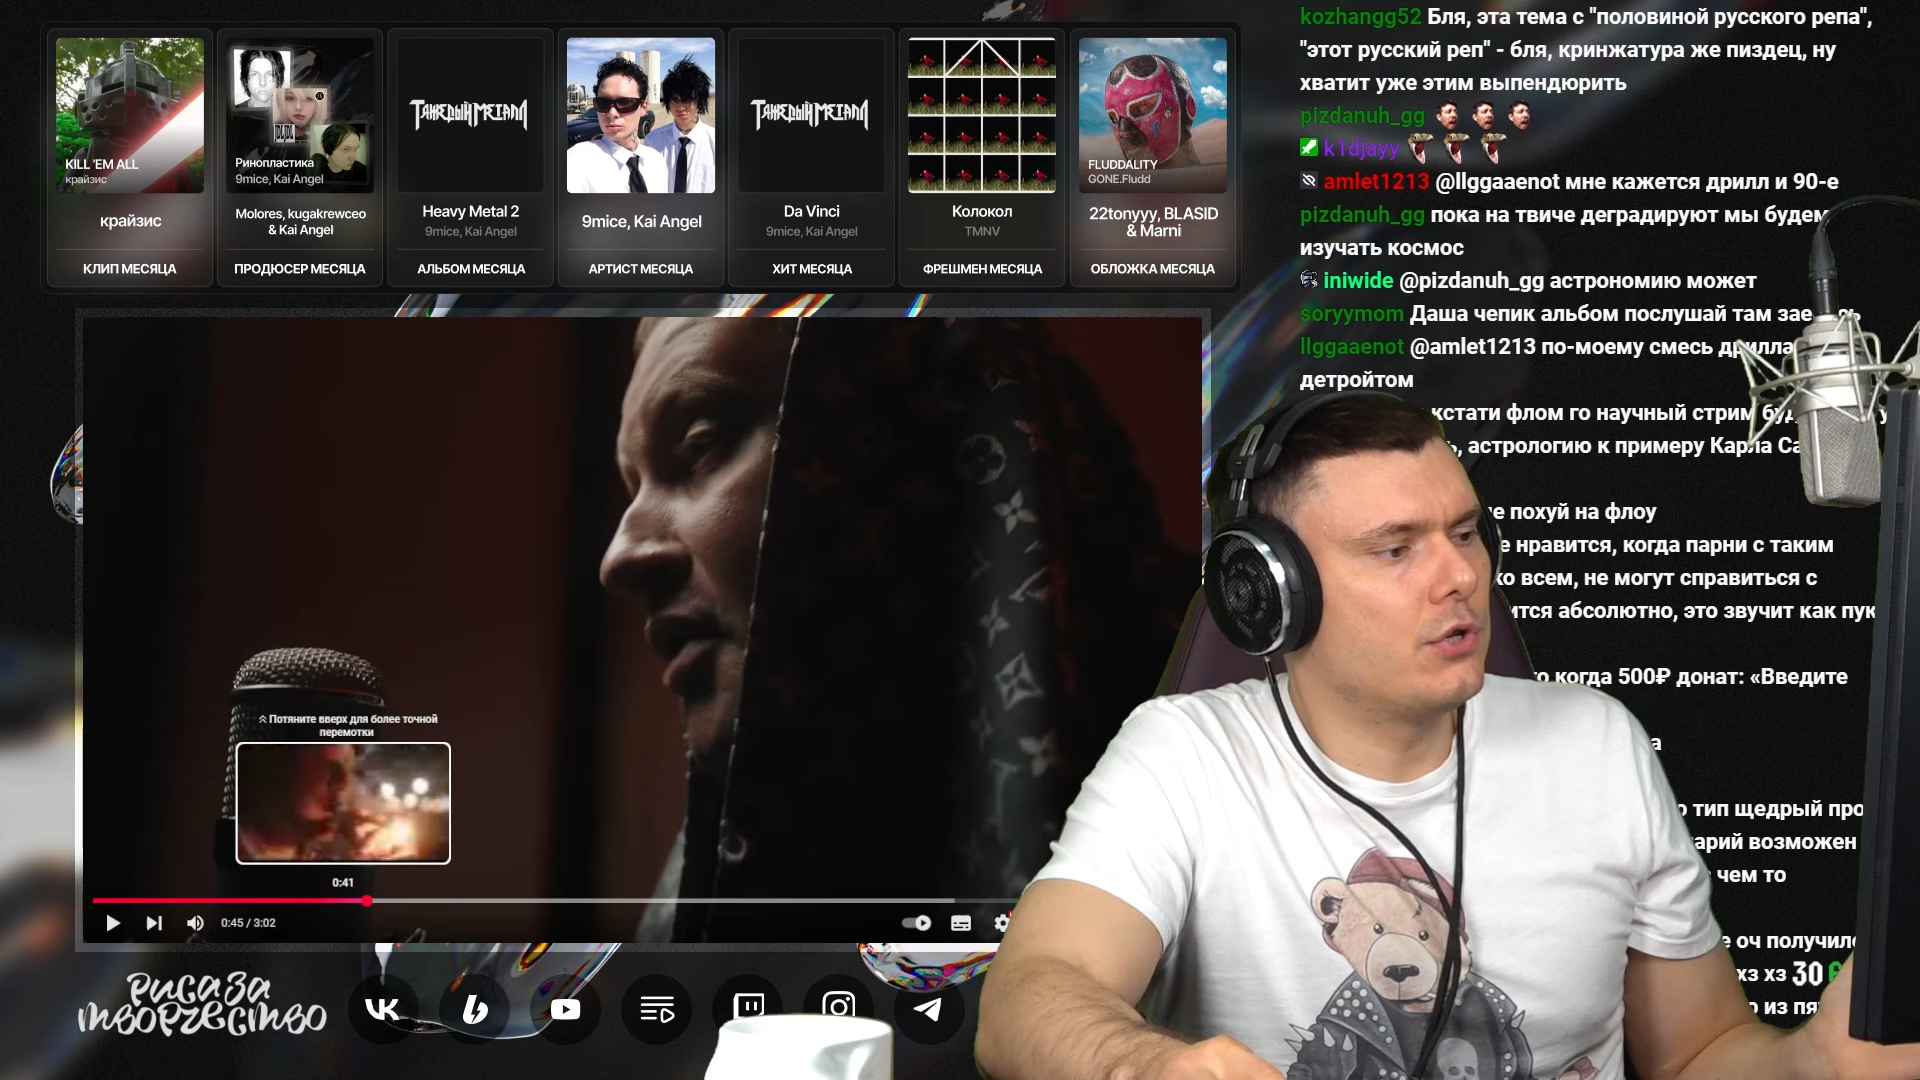 KILL 'EM ALL
крайзис
крайзис
КЛИП МЕСЯЦА
Ринопластика
9mice, Kai Angel
Molores, kugakrewceo
& Kai Angel
ПРОДЮСЕР МЕСЯЦА
ТЯЖЕЛЫЙ МЕТАЛЛ
Heavy Metal 2
9mice, Kai Angel
АЛЬБОМ МЕСЯЦА
9mice, Kai Angel
АРТИСТ МЕСЯЦА
ТЯЖЕЛЫЙ МЕТАЛЛ
Da Vinci
9mice, Kai Angel
ХИТ МЕСЯЦА
Колокол
TMNV
ФРЕШМЕН МЕСЯЦА
FLUDDALITY
GONE.Fludd
22tonyyy, BLASID
& Marni
ОБЛОЖКА МЕСЯЦА
kozhangg52 Бля, эта тема с "половиной русского репа",
"этот русский реп" - бля, кринжатура же пиздец, ну
хватит уже этим выпендюрить
pizdanuh_gg
k1djayy
amlet1213 @llggaaenot мне кажется дрилл и 90-е
pizdanuh_gg пока на твиче деградируют мы будем
изучать космос
iniwide @pizdanuh_gg астрономию может
soryymom Даша чепик альбом послушай там
llggaaenot @amlet1213 по-моему смесь дрилла
детройтом
кстати флом го научный стрим
астрологию к примеру Карла
похуй на флоу
нравится, когда парни с таким
ко всем, не могут справиться с
абсолютно, это звучит как пук
когда 500₽ донат: «Введите
тип щедрый про
возможен
чем то
оч получил
хз хз 30
из
Потяните вверх для более точной
перемотки
0:41
0:45 / 3:02
рисаза
творчество